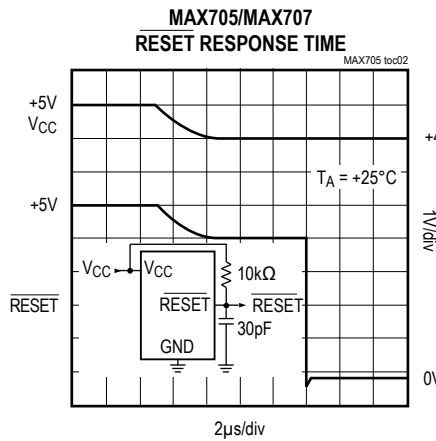 MAX705/MAX707
RESET RESPONSE TIME
MAX705 toc02
+5V
VCC
+4
TA = +25°C
+5V
1V/div
VCC
VCC
10kΩ
RESET
RESET
RESET
30pF
GND
0V
2µs/div